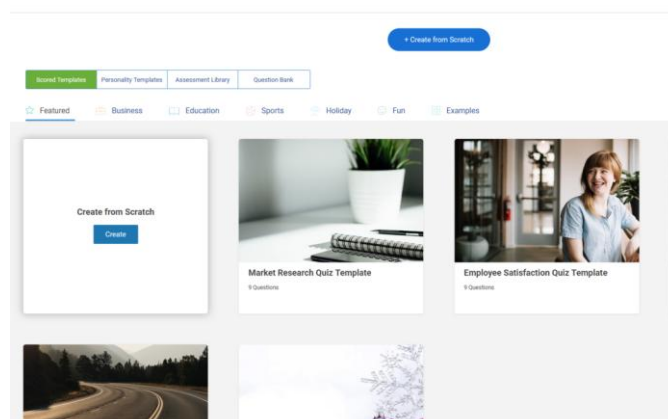 + Create from Scratch
Scored Templates Personality Templates Assessment Library Question Bank
Featured Business Education Sports Holiday Fun Examples
Create from Scratch
Create
Market Research Quiz Template
9 Questions
Employee Satisfaction Quiz Template
9 Questions